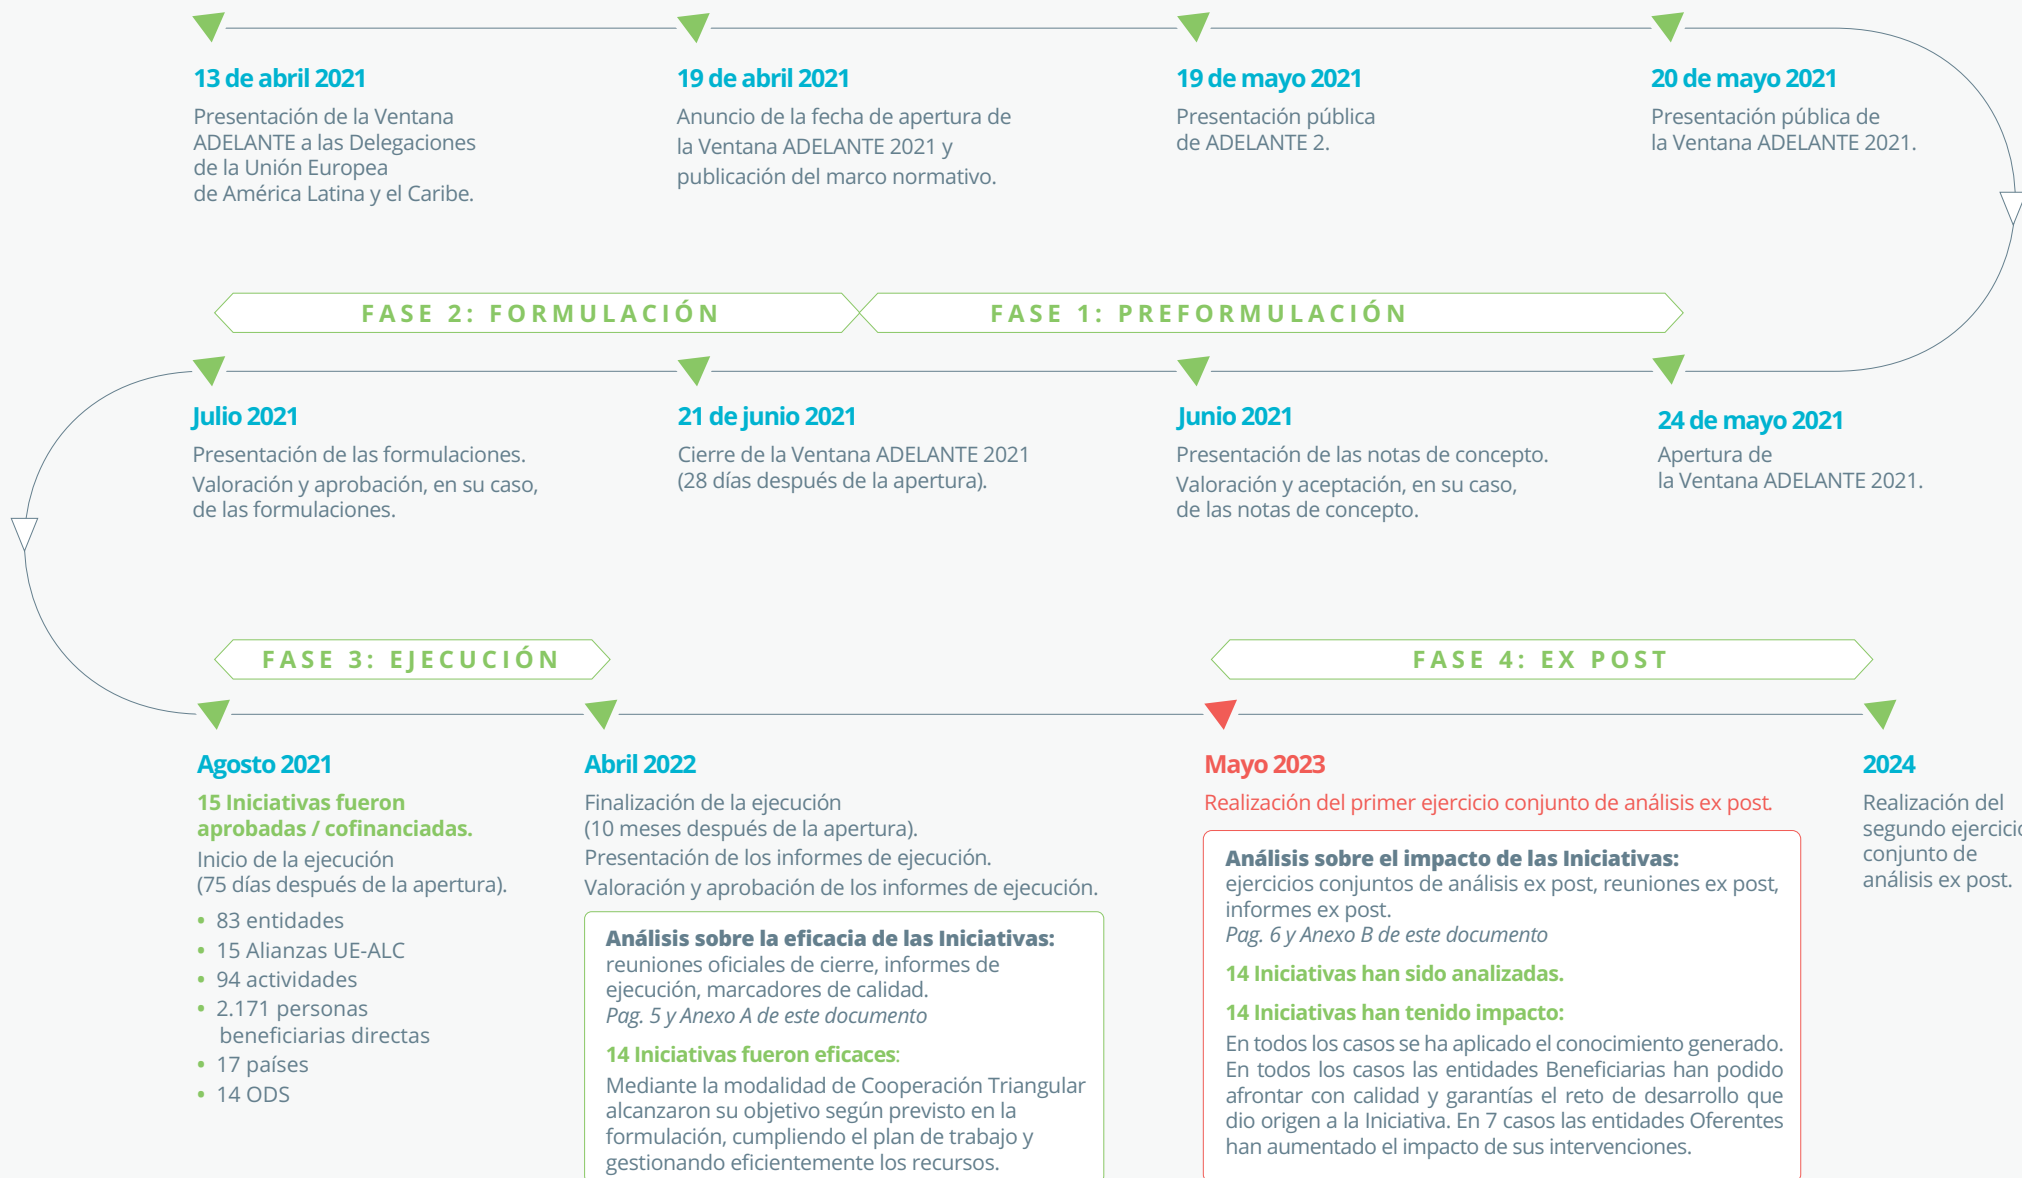 13 de abril 2021
Presentación de la Ventana
ADELANTE a las Delegaciones
de la Unión Europea
de América Latina y el Caribe.
19 de abril 2021
Anuncio de la fecha de apertura de
la Ventana ADELANTE 2021 y
publicación del marco normativo.
19 de mayo 2021
Presentación pública
de ADELANTE 2.
20 de mayo 2021
Presentación pública de
la Ventana ADELANTE 2021.
FASE 2: FORMULACIÓN
FASE 1: PREFORMULACIÓN
Julio 2021
Presentación de las formulaciones.
Valoración y aprobación, en su caso,
de las formulaciones.
21 de junio 2021
Cierre de la Ventana ADELANTE 2021
(28 días después de la apertura).
Junio 2021
Presentación de las notas de concepto.
Valoración y aceptación, en su caso,
de las notas de concepto.
24 de mayo 2021
Apertura de
la Ventana ADELANTE 2021.
FASE 3: EJECUCIÓN
FASE 4: EX POST
Agosto 2021
15 Iniciativas fueron
aprobadas / cofinanciadas.
Inicio de la ejecución
(75 días después de la apertura).
• 83 entidades
• 15 Alianzas UE-ALC
• 94 actividades
• 2.171 personas
beneficiarias directas
• 17 países
• 14 ODS
Abril 2022
Finalización de la ejecución
(10 meses después de la apertura).
Presentación de los informes de ejecución.
Valoración y aprobación de los informes de ejecución.
Análisis sobre la eficacia de las Iniciativas:
reuniones oficiales de cierre, informes de
ejecución, marcadores de calidad.
Pag. 5 y Anexo A de este documento
14 Iniciativas fueron eficaces:
Mediante la modalidad de Cooperación Triangular
alcanzaron su objetivo según previsto en la
formulación, cumpliendo el plan de trabajo y
gestionando eficientemente los recursos.
Mayo 2023
Realización del primer ejercicio conjunto de análisis ex post.
Análisis sobre el impacto de las Iniciativas:
ejercicios conjuntos de análisis ex post, reuniones ex post,
informes ex post.
Pag. 6 y Anexo B de este documento
14 Iniciativas han sido analizadas.
14 Iniciativas han tenido impacto:
En todos los casos se ha aplicado el conocimiento generado.
En todos los casos las entidades Beneficiarias han podido
afrontar con calidad y garantías el reto de desarrollo que
dio origen a la Iniciativa. En 7 casos las entidades Oferentes
han aumentado el impacto de sus intervenciones.
2024
Realización del
segundo ejercicio
conjunto de
análisis ex post.